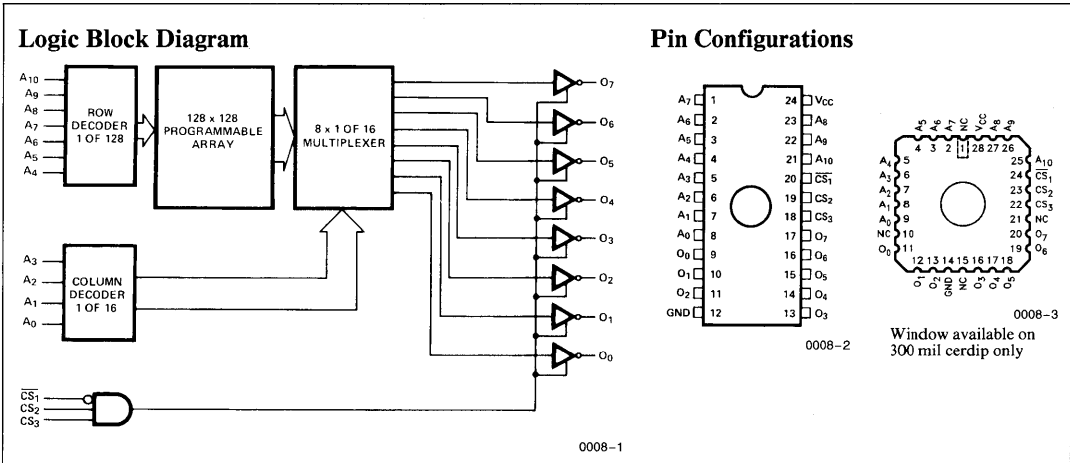 Logic Block Diagram
A10
A9
A8
A7
A6
A5
A4
ROW
DECODER
1 OF 128
128 x 128
PROGRAMMABLE
ARRAY
8 x 1 OF 16
MULTIPLEXER
A3
A2
A1
A0
COLUMN
DECODER
1 OF 16
O7
O6
O5
O4
O3
O2
O1
O0
CS1
CS2
CS3
0008-1
Pin Configurations
A7 1 24 VCC
A6 2 23 A8
A5 3 22 A9
A4 4 21 A10
A3 5 20 CS1
A2 6 19 CS2
A1 7 18 CS3
A0 8 17 O7
O0 9 16 O6
O1 10 15 O5
O2 11 14 O4
GND 12 13 O3
0008-2
A5 A6 A7 NC VCC A8 A9
4 3 2 1 28 27 26
A4 5 25 A10
A3 6 24 CS1
A2 7 23 CS2
A1 8 22 CS3
A0 9 21 NC
NC 10 20 O7
O0 11 19 O6
12 13 14 15 16 17 18
O1 O2 GND NC O3 O4 O5
0008-3
Window available on
300 mil cerdip only